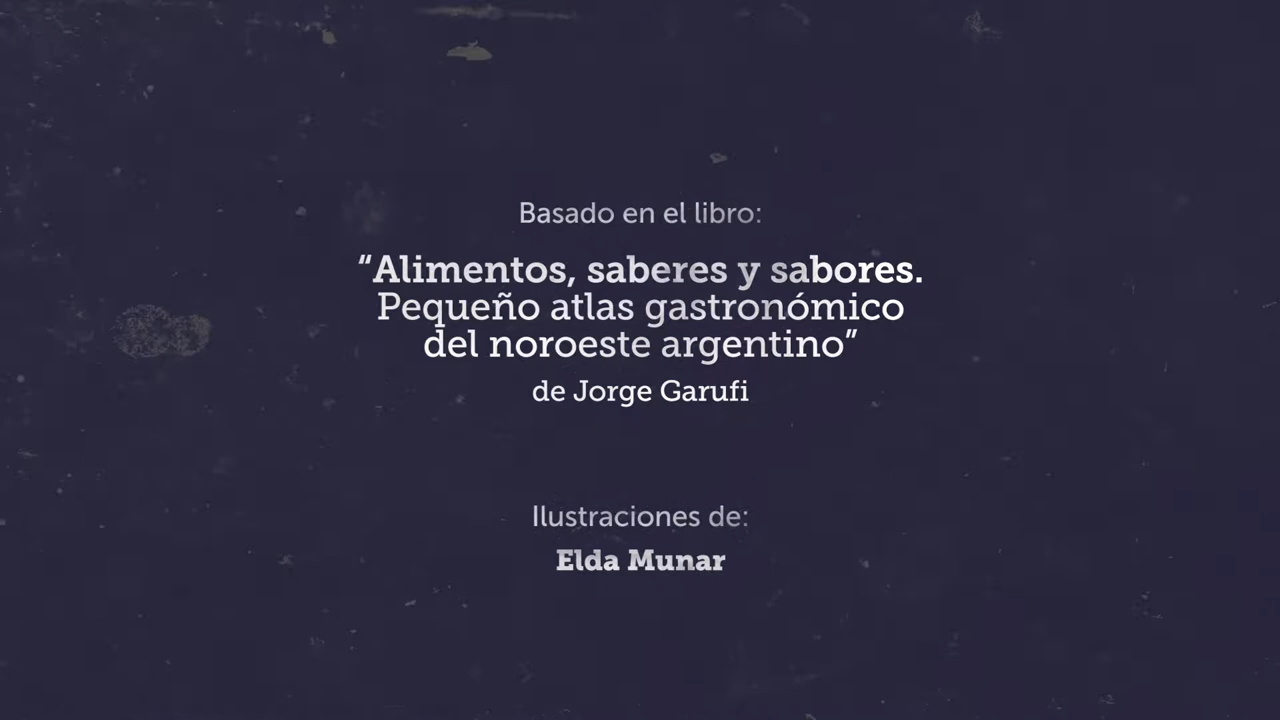 Basado en el libro:
“Alimentos, saberes y sabores.
Pequeño atlas gastronómico
del noroeste argentino”
de Jorge Garufi
Ilustraciones de:
Elda Munar